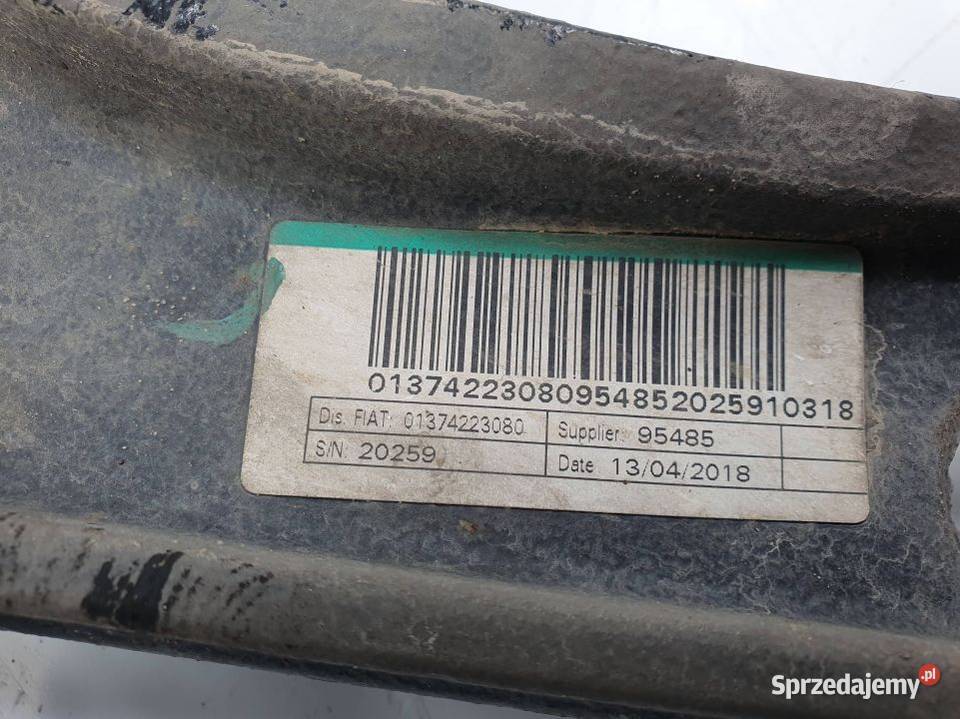 01374223080954852025910318
Dis. FIAT: 01374223080
Supplier: 95485
S/N: 20259
Date 13/04/2018
Sprzedajemy.pl